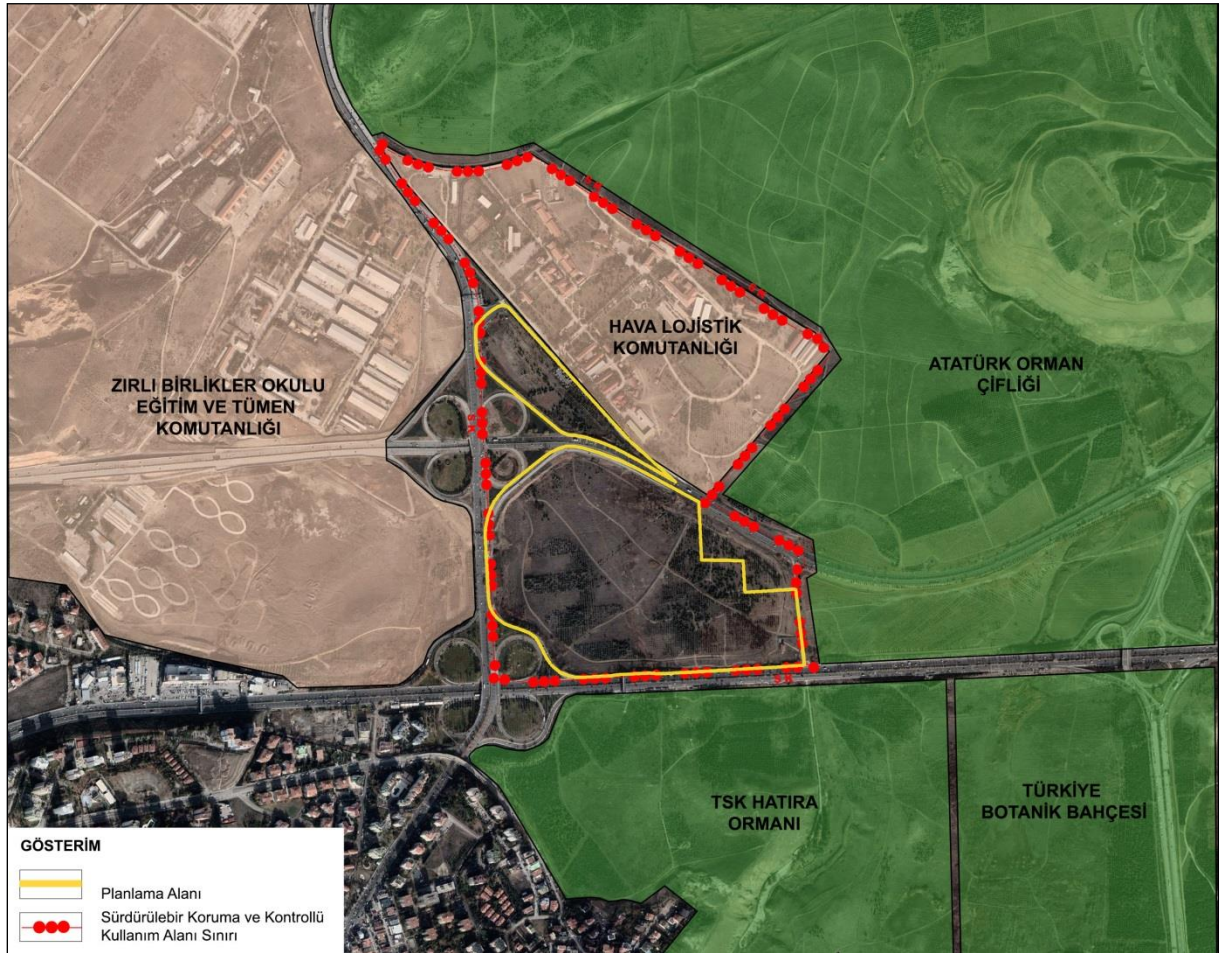 HAVA LOJİSTİK
KOMUTANLIĞI
ATATÜRK ORMAN
ÇİFLİĞİ
ZIRLI BİRLİKLER OKULU
EĞİTİM VE TÜMEN
KOMUTANLIĞI
TSK HATIRA
ORMANI
TÜRKİYE
BOTANİK BAHÇESİ
GÖSTERİM
Planlama Alanı
Sürdürülebir Koruma ve Kontrollü
Kullanım Alanı Sınırı